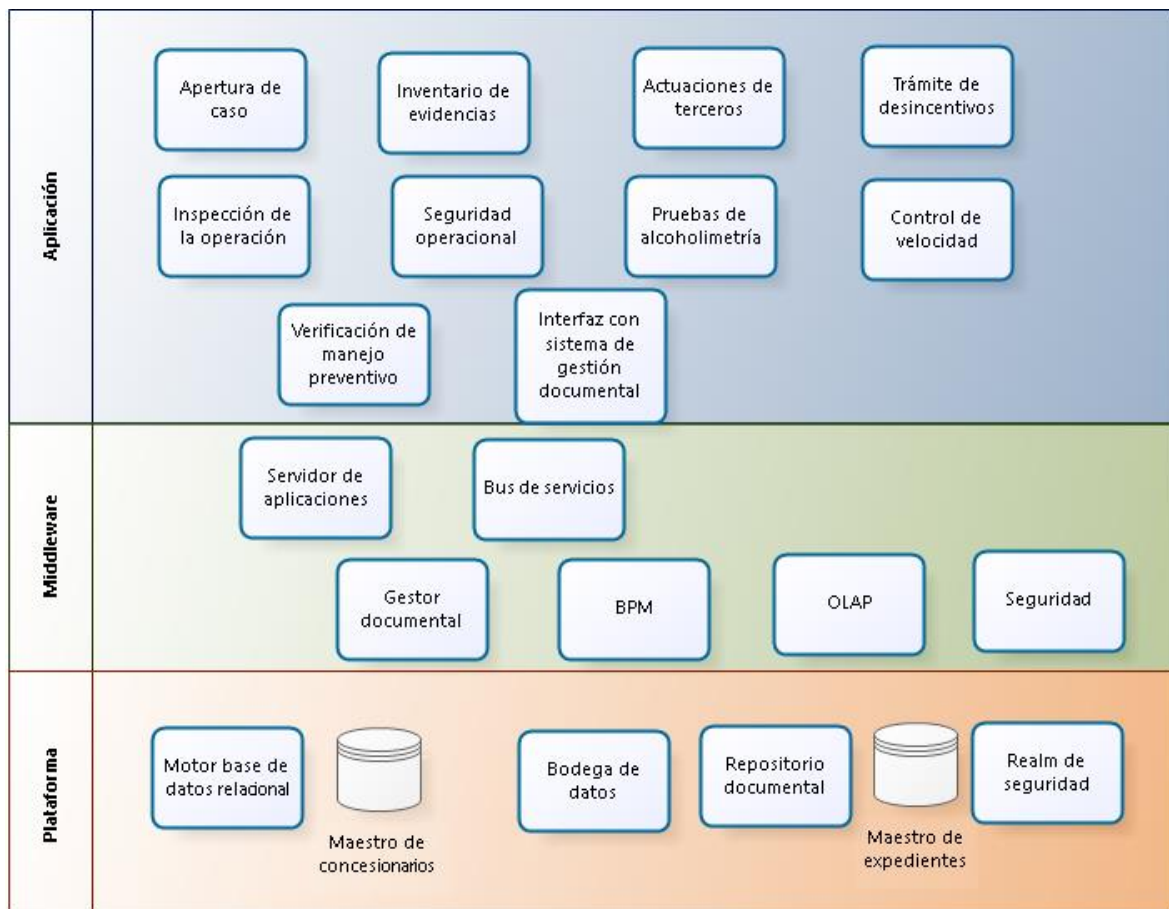 Aplicación
Apertura de
caso
Inventario de
evidencias
Actuaciones de
terceros
Trámite de
desincentivos
Inspección de
la operación
Seguridad
operacional
Pruebas de
alcoholimetría
Control de
velocidad
Verificación de
manejo
preventivo
Interfaz con
sistema de
gestión
documental
Middleware
Servidor de
aplicaciones
Bus de servicios
Gestor
documental
BPM
OLAP
Seguridad
Plataforma
Motor base de
datos relacional
Maestro de
concesionarios
Bodega de
datos
Repositorio
documental
Maestro de
expedientes
Realm de
seguridad